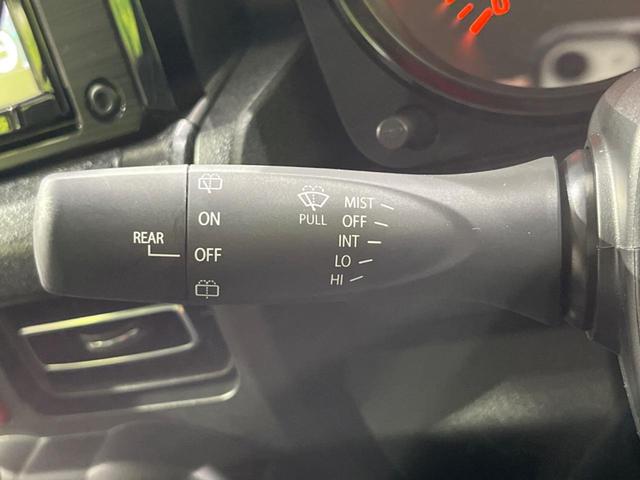 REAR
ON
OFF
PULL
MIST
OFF
INT
LO
HI